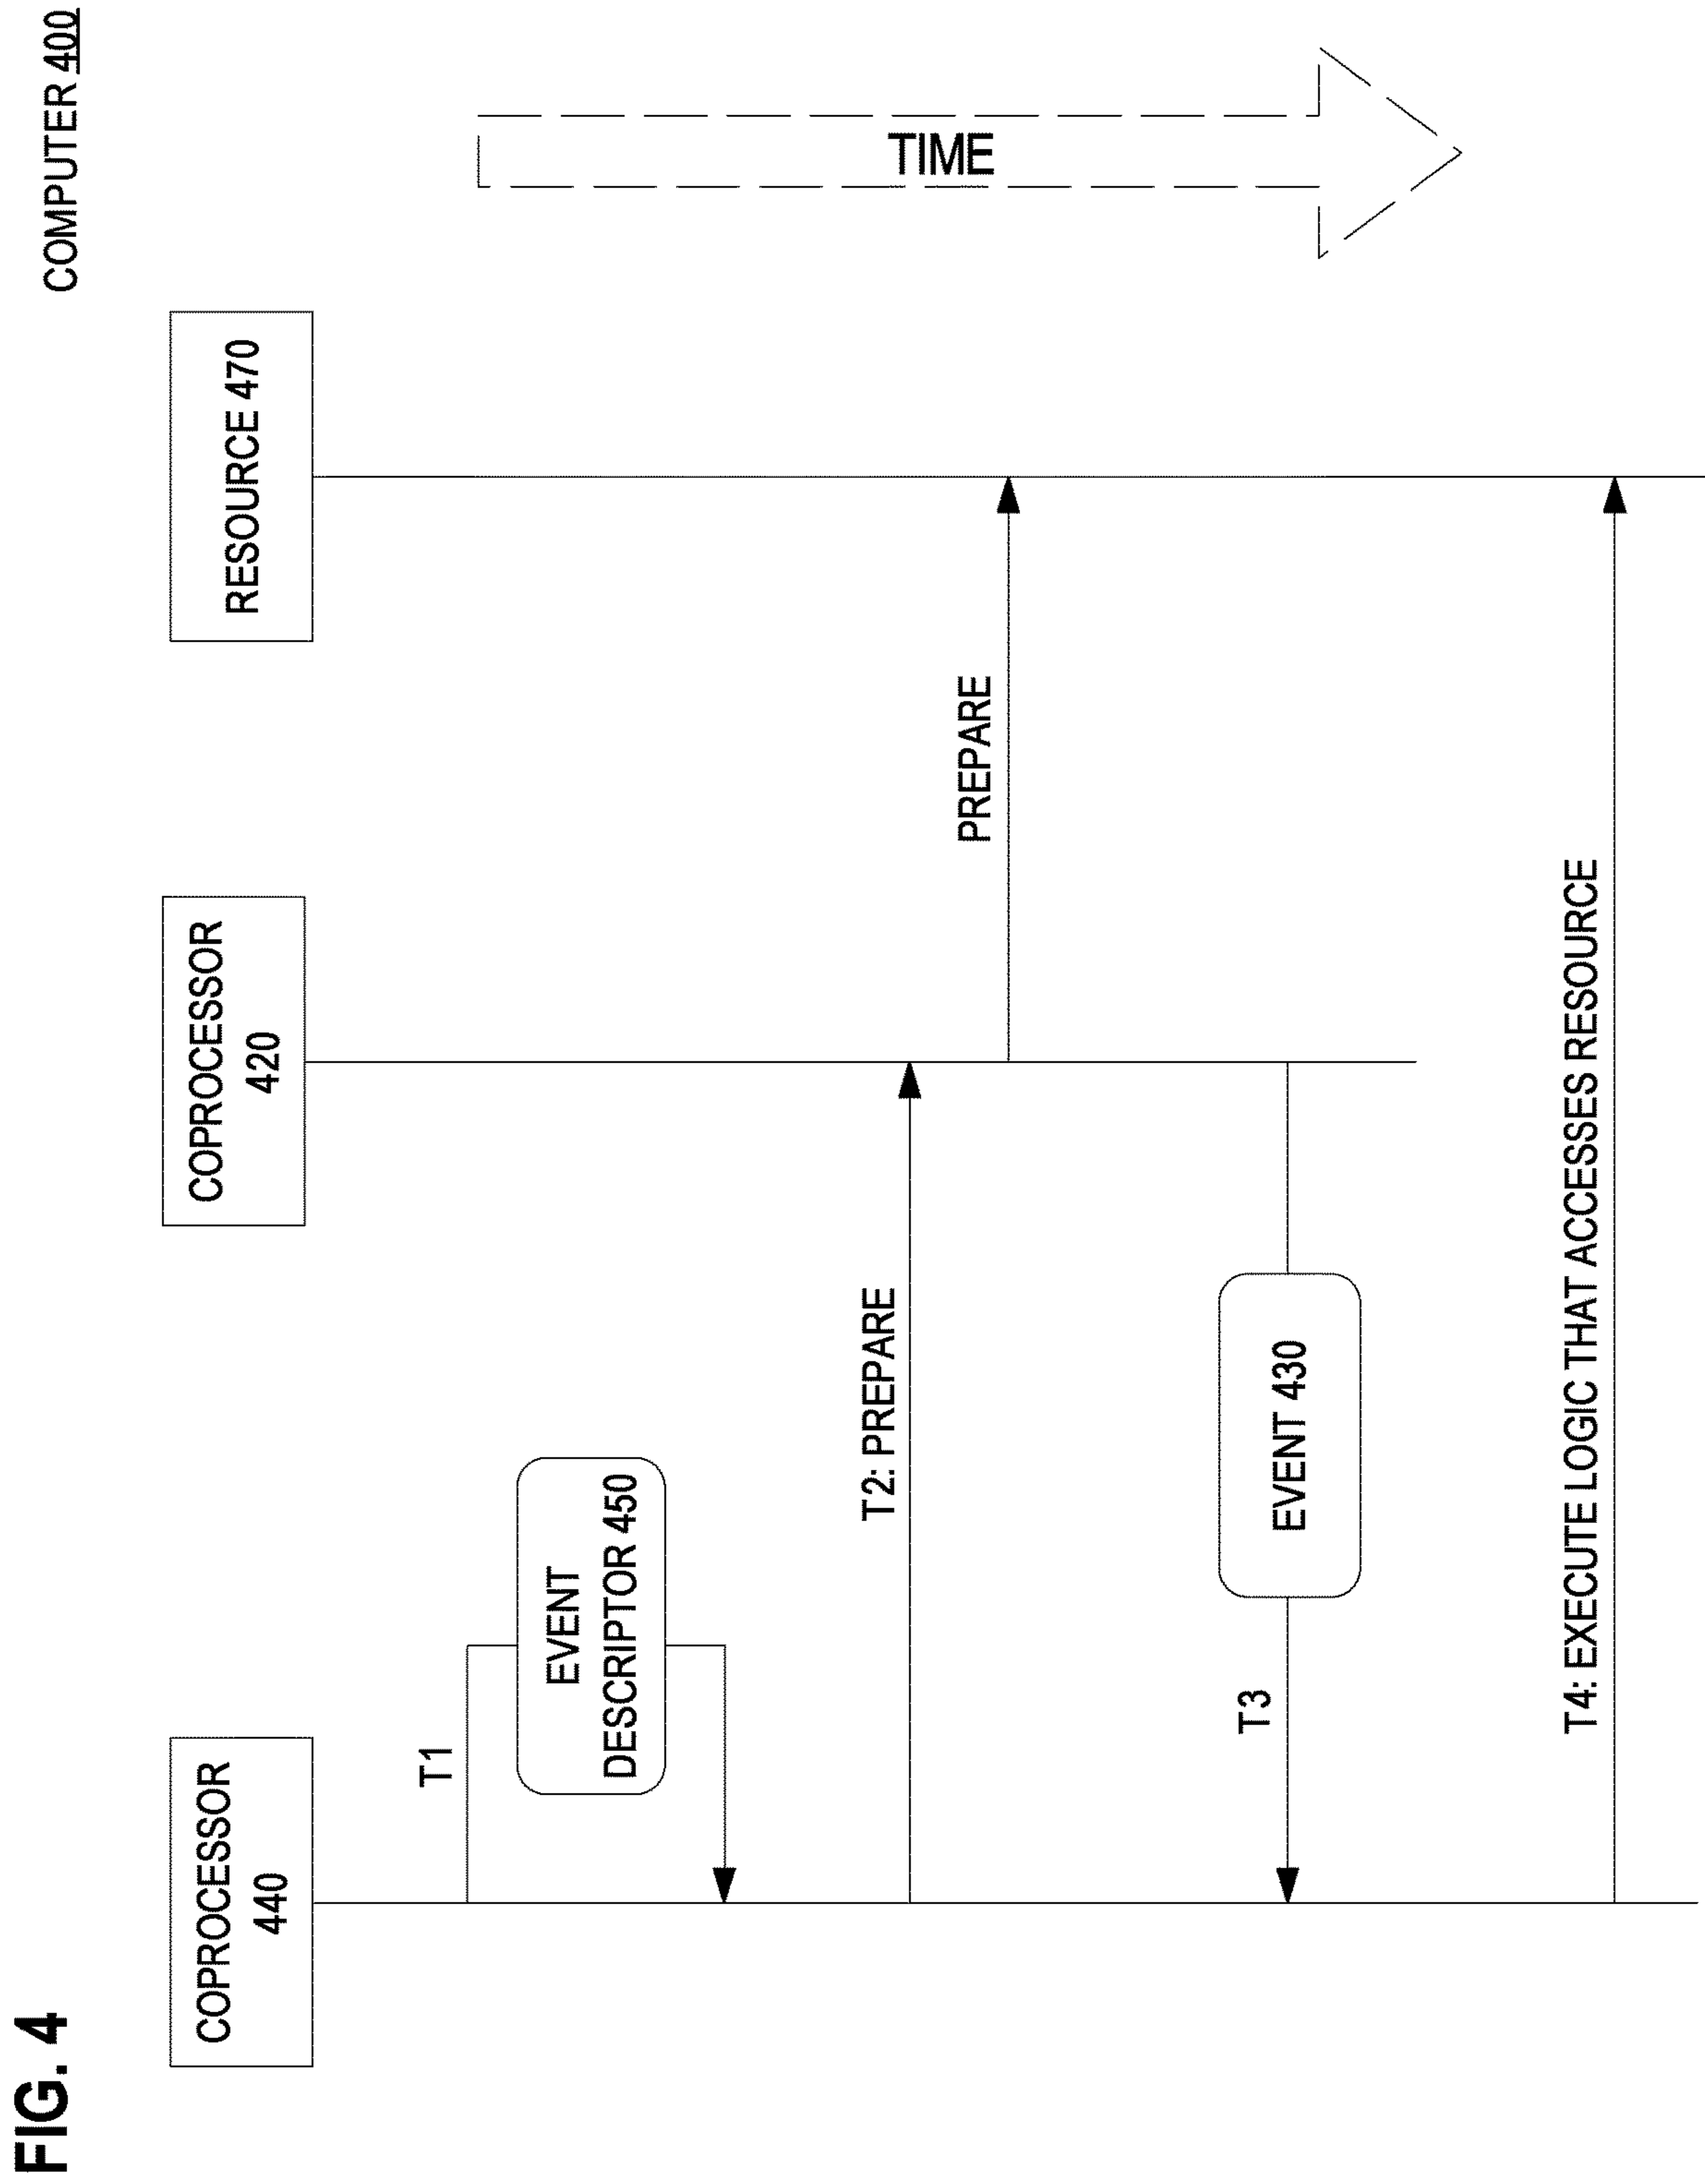 FIG. 4
COMPUTER 400
COPROCESSOR
440
COPROCESSOR
420
RESOURCE 470
T1
EVENT
DESCRIPTOR 450
T2: PREPARE
PREPARE
T3
EVENT 430
T4: EXECUTE LOGIC THAT ACCESSES RESOURCE
TIME